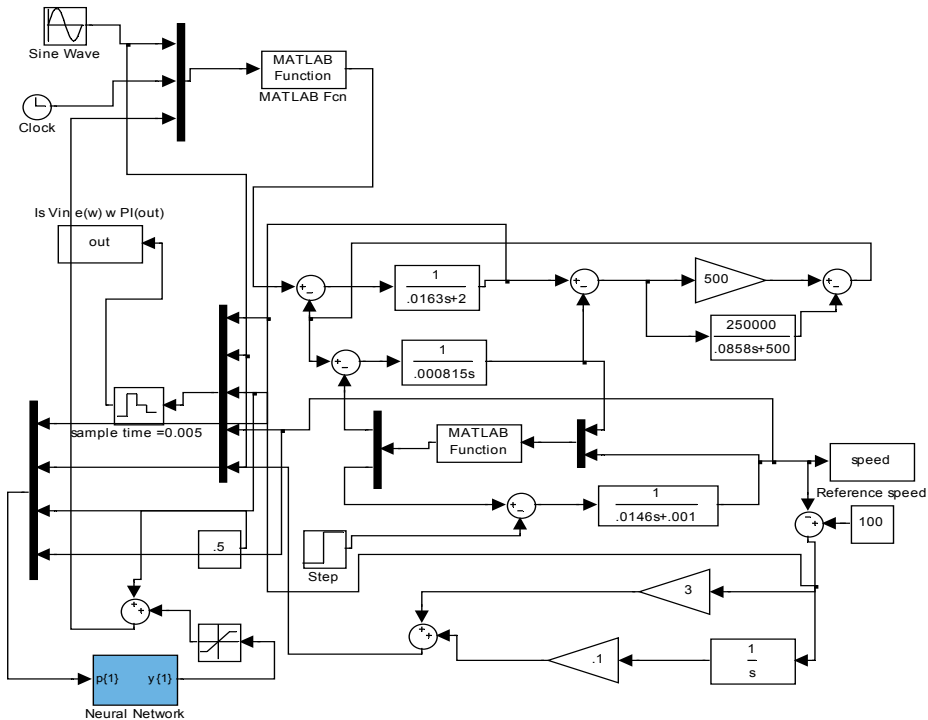 Sine Wave
Clock
MATLAB
Function
MATLAB Fcn
Is Vin e(w) w PI(out)
out
sample time =0.005
1
.0163s+2
500
250000
.0858s+500
1
.000815s
MATLAB
Function
speed
Reference speed
100
1
.0146s+.001
.5
Step
3
.1
1
s
p{1}
y{1}
Neural Network
+
-
+
-
+
-
+
-
+
-
-
+
+
+
+
+